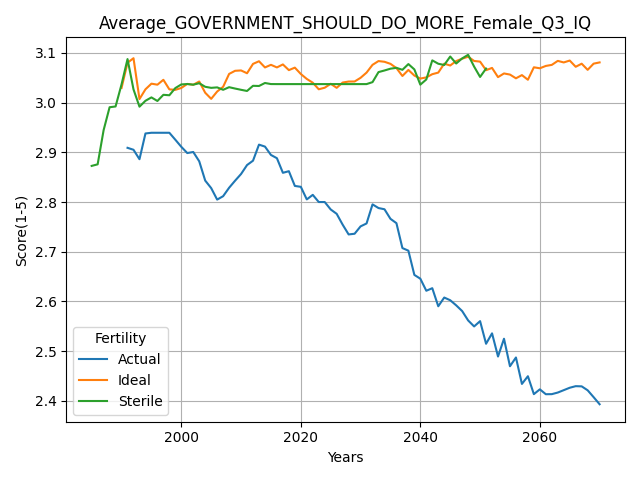 Average_GOVERNMENT_SHOULD_DO_MORE_Female_Q3_IQ
Score(1-5)
3.1
3.0
2.9
2.8
2.7
2.6
2.5
2.4
Fertility
Actual
Ideal
Sterile
2000
2020
2040
2060
Years